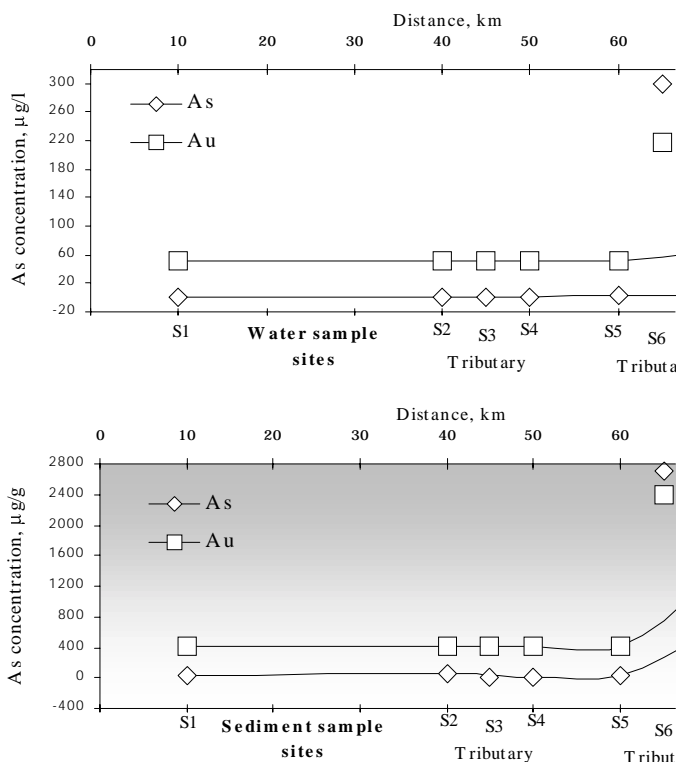 Distance, km
0 10 20 30 40 50 60
300
260
220
180
140
100
60
20
-20
As concentration, µg/l
As
Au
S1 Water sample sites S2 S3 S4 S5 S6
Tributary Tributa
Distance, km
0 10 20 30 40 50 60
2800
2400
2000
1600
1200
800
400
0
-400
As concentration, µg/g
As
Au
S1 Sediment sample sites S2 S3 S4 S5 S6
Tributary Tribut